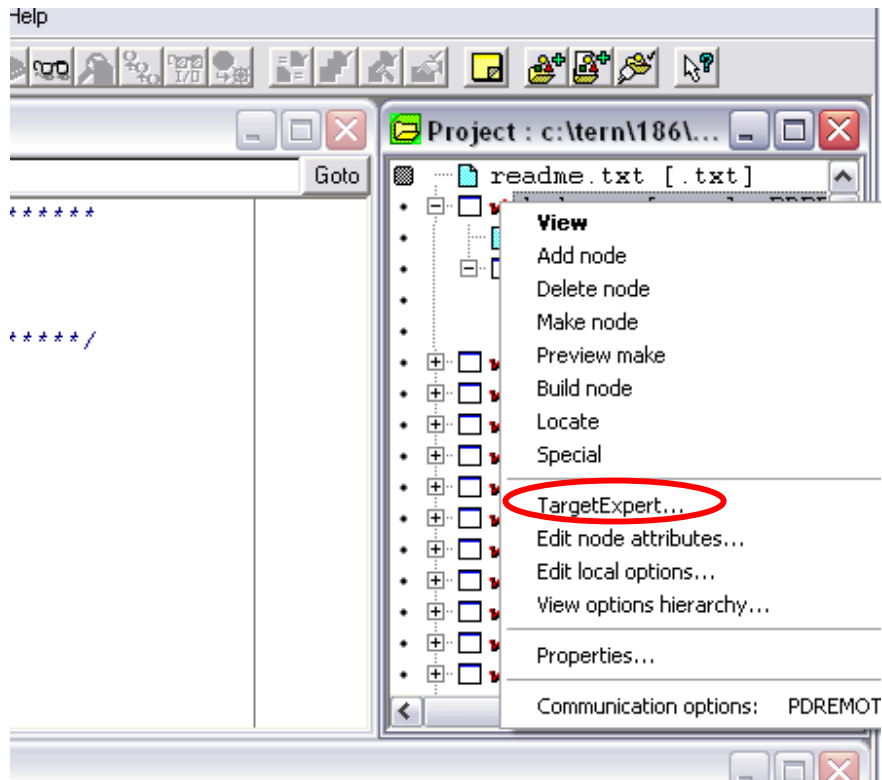 Help
I/O
Project : c:\tern\186\...
Goto
readme.txt [.txt]
******
*****/
View
Add node
Delete node
Make node
Preview make
Build node
Locate
Special
TargetExpert...
Edit node attributes...
Edit local options...
View options hierarchy...
Properties...
Communication options: PDREMOT